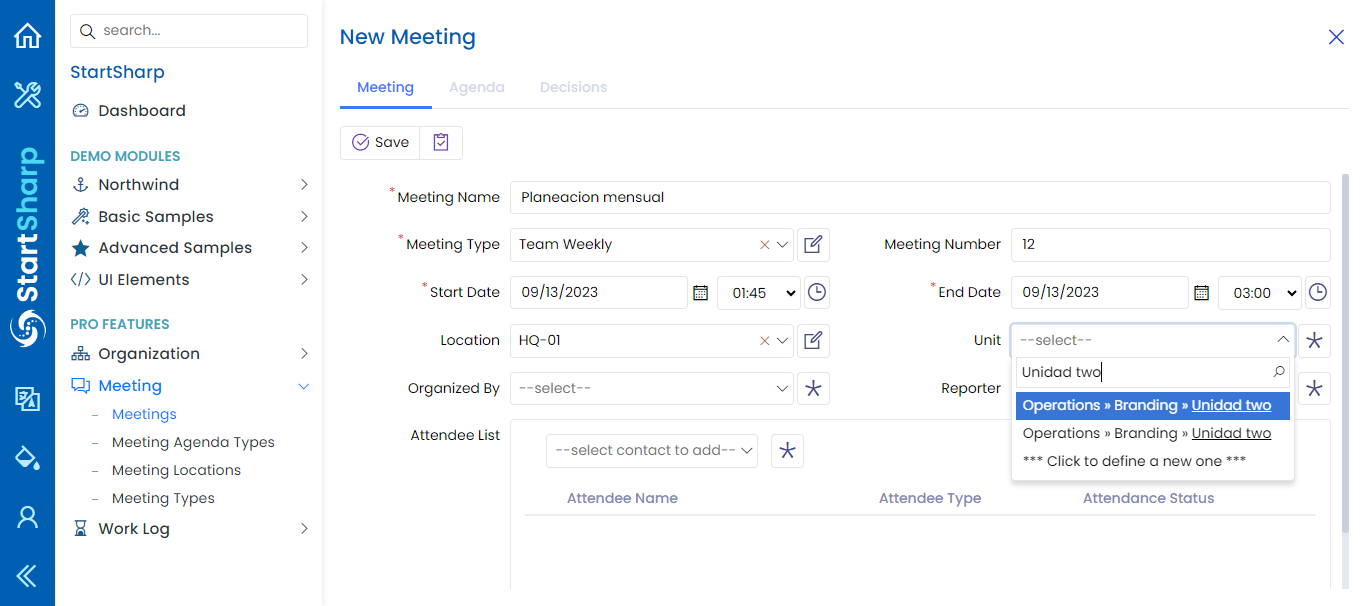 search...
StartSharp
Dashboard
DEMO MODULES
Northwind
Basic Samples
Advanced Samples
UI Elements
PRO FEATURES
Organization
Meeting
Meetings
Meeting Agenda Types
Meeting Locations
Meeting Types
Work Log
StartSharp
New Meeting
Meeting Agenda Decisions
Save
* Meeting Name Planeacion mensual
* Meeting Type Team Weekly Meeting Number 12
* Start Date 09/13/2023 01:45 * End Date 09/13/2023 03:00
Location HQ-01 Unit --select--
Unidad two
Organized By --select-- Reporter
Operations » Branding » Unidad two
Operations » Branding » Unidad two
*** Click to define a new one ***
Attendee List
--select contact to add--
Attendee Name Attendee Type Attendance Status